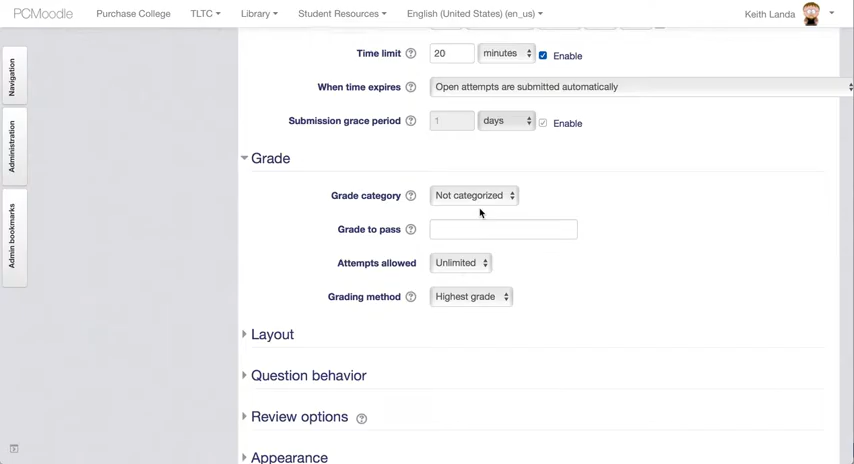 PCMoodle Purchase College TLTC Library Student Resources English (United States) (en_us) Keith Landa
Navigation
Administration
Admin bookmarks
Time limit 20 minutes Enable
When time expires Open attempts are submitted automatically
Submission grace period 1 days Enable
Grade
Grade category Not categorized
Grade to pass
Attempts allowed Unlimited
Grading method Highest grade
Layout
Question behavior
Review options
Appearance